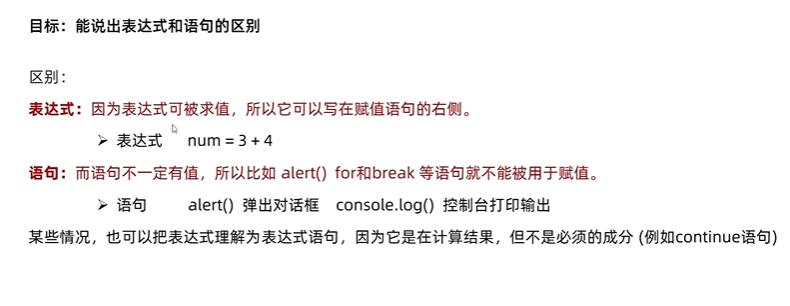 目标：能说出表达式和语句的区别
区别：
表达式：因为表达式可被求值，所以它可以写在赋值语句的右侧。
➢ 表达式 num = 3 + 4
语句：而语句不一定有值，所以比如 alert() for和break 等语句就不能被用于赋值。
➢ 语句 alert() 弹出对话框 console.log() 控制台打印输出
某些情况，也可以把表达式理解为表达式语句，因为它是在计算结果，但不是必须的成分 (例如continue语句)